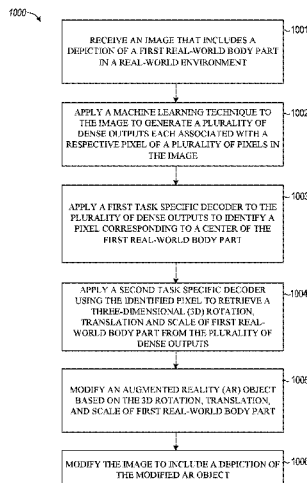 1000
1001
RECEIVE AN IMAGE THAT INCLUDES A
DEPICTION OF A FIRST REAL-WORLD BODY PART
IN A REAL-WORLD ENVIRONMENT
1002
APPLY A MACHINE LEARNING TECHNIQUE TO
THE IMAGE TO GENERATE A PLURALITY OF
DENSE OUTPUTS EACH ASSOCIATED WITH A
RESPECTIVE PIXEL OF A PLURALITY OF PIXELS IN
THE IMAGE
1003
APPLY A FIRST TASK SPECIFIC DECODER TO THE
PLURALITY OF DENSE OUTPUTS TO IDENTIFY A
PIXEL CORRESPONDING TO A CENTER OF THE
FIRST REAL-WORLD BODY PART
1004
APPLY A SECOND TASK SPECIFIC DECODER
USING THE IDENTIFIED PIXEL TO RETRIEVE A
THREE-DIMENSIONAL (3D) ROTATION,
TRANSLATION AND SCALE OF FIRST REAL-
WORLD BODY PART FROM THE PLURALITY OF
DENSE OUTPUTS
1005
MODIFY AN AUGMENTED REALITY (AR) OBJECT
BASED ON THE 3D ROTATION, TRANSLATION,
AND SCALE OF FIRST REAL-WORLD BODY PART
1006
MODIFY THE IMAGE TO INCLUDE A DEPICTION OF
THE MODIFIED AR OBJECT